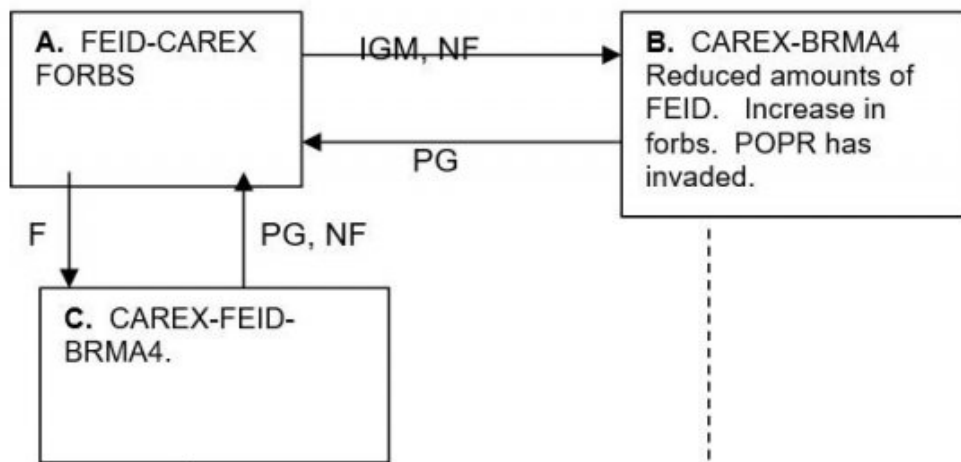 A. FEID-CAREX
FORBS
IGM, NF
B. CAREX-BRMA4
Reduced amounts of
FEID. Increase in
forbs. POPR has
invaded.
PG
F
PG, NF
C. CAREX-FEID-
BRMA4.